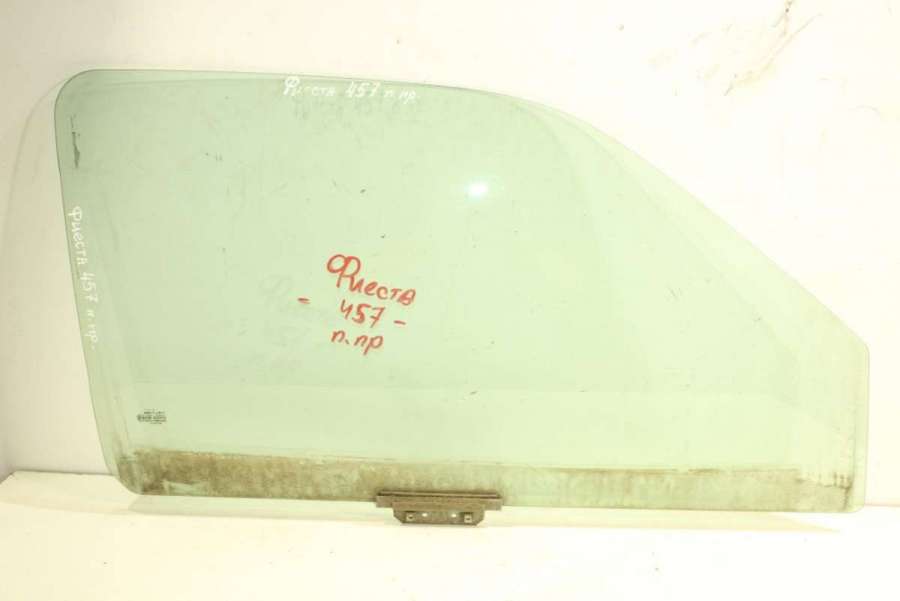 Фиеста 457 п.пр.
Фиеста 457 п.пр.
Фиеста
- 457 -
п.пр